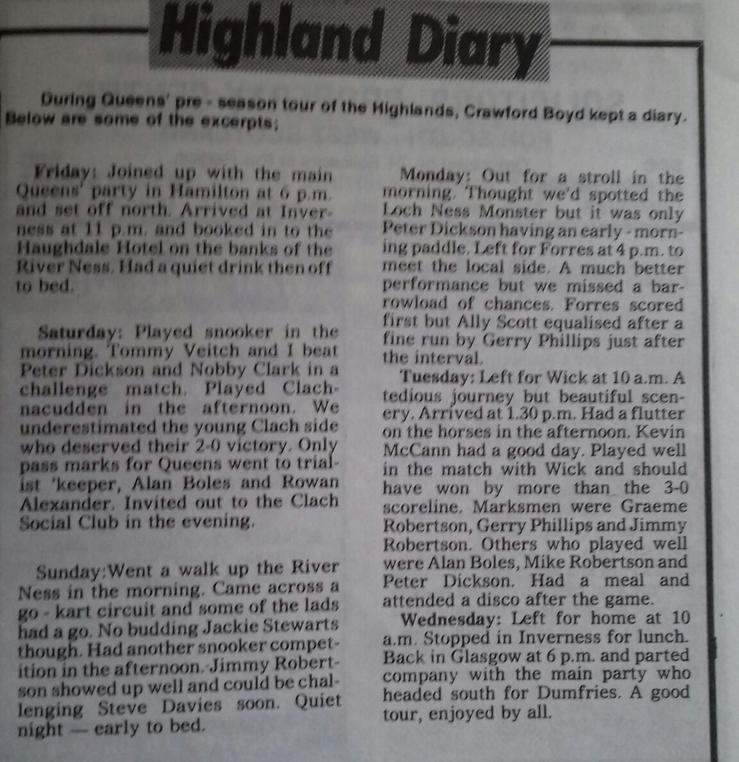 Highland Diary
During Queens' pre - season tour of the Highlands, Crawford Boyd kept a diary.
Below are some of the excerpts;
Friday: Joined up with the main
Queens' party in Hamilton at 6 p.m.
and set off north. Arrived at Inver-
ness at 11 p.m. and booked in to the
Haughdale Hotel on the banks of the
River Ness. Had a quiet drink then off
to bed.
Saturday: Played snooker in the
morning. Tommy Veitch and I beat
Peter Dickson and Nobby Clark in a
challenge match. Played Clach-
nacudden in the afternoon. We
underestimated the young Clach side
who deserved their 2-0 victory. Only
pass marks for Queens went to trial-
ist 'keeper, Alan Boles and Rowan
Alexander. Invited out to the Clach
Social Club in the evening.
Sunday:Went a walk up the River
Ness in the morning. Came across a
go - kart circuit and some of the lads
had a go. No budding Jackie Stewarts
though. Had another snooker compet-
ition in the afternoon. Jimmy Robert-
son showed up well and could be chal-
lenging Steve Davies soon. Quiet
night — early to bed.
Monday: Out for a stroll in the
morning. Thought we'd spotted the
Loch Ness Monster but it was only
Peter Dickson having an early - morn-
ing paddle. Left for Forres at 4 p.m. to
meet the local side. A much better
performance but we missed a bar-
rowload of chances. Forres scored
first but Ally Scott equalised after a
fine run by Gerry Phillips just after
the interval.
Tuesday: Left for Wick at 10 a.m. A
tedious journey but beautiful scen-
ery. Arrived at 1.30 p.m. Had a flutter
on the horses in the afternoon. Kevin
McCann had a good day. Played well
in the match with Wick and should
have won by more than the 3-0
scoreline. Marksmen were Graeme
Robertson, Gerry Phillips and Jimmy
Robertson. Others who played well
were Alan Boles, Mike Robertson and
Peter Dickson. Had a meal and
attended a disco after the game.
Wednesday: Left for home at 10
a.m. Stopped in Inverness for lunch.
Back in Glasgow at 6 p.m. and parted
company with the main party who
headed south for Dumfries. A good
tour, enjoyed by all.